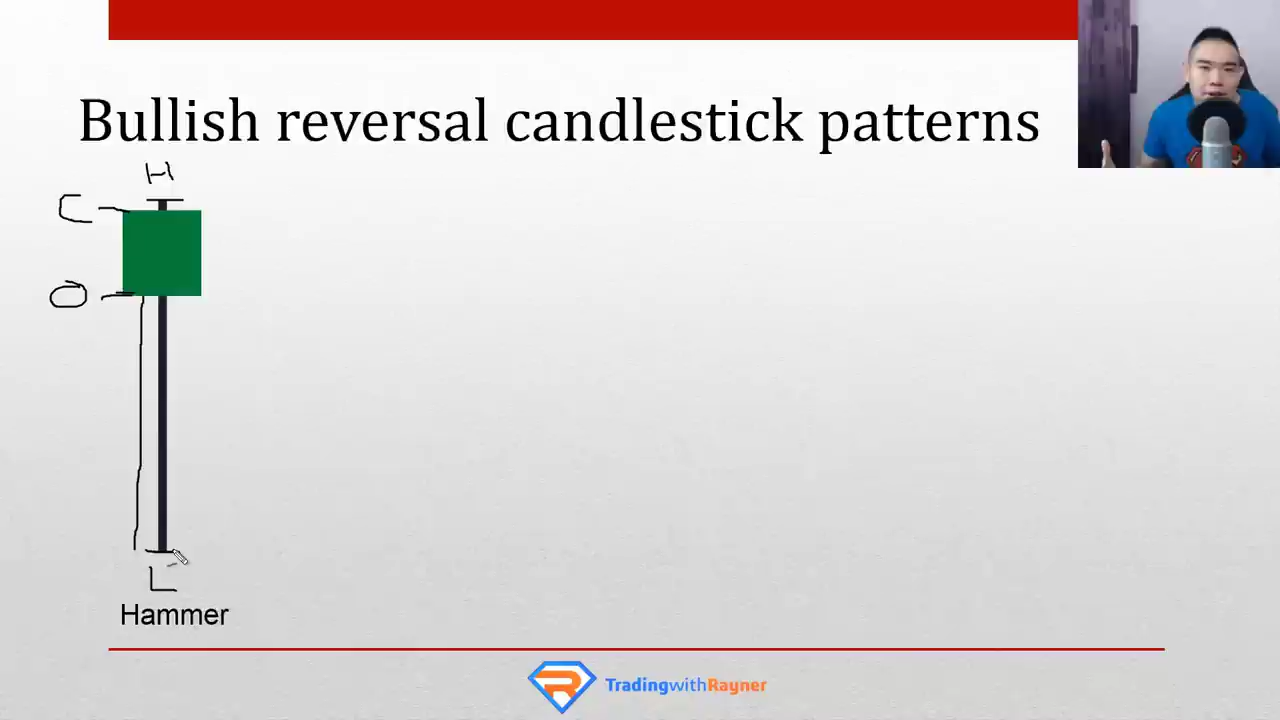 Bullish reversal candlestick patterns
H
C
O
L
Hammer
TradingwithRayner